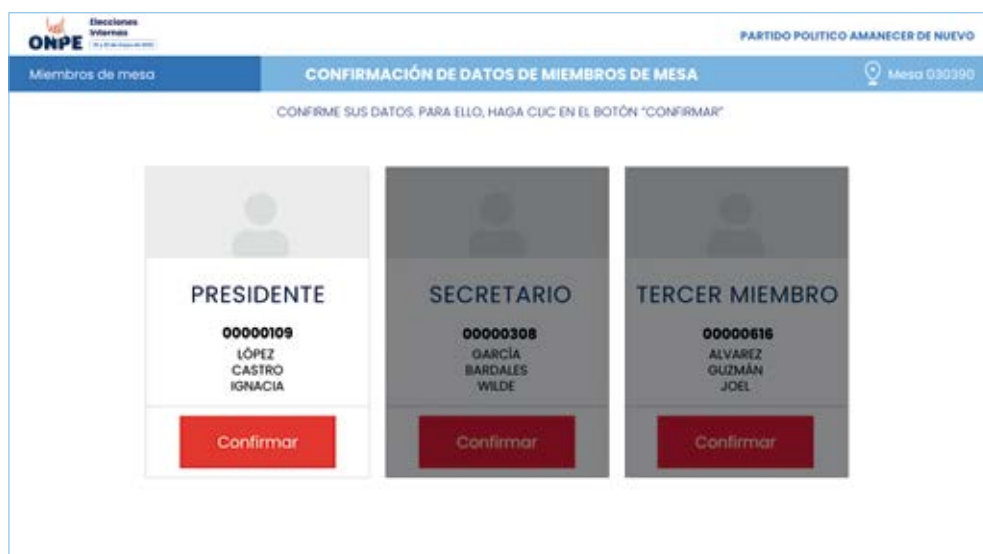 ONPE
Elecciones
Internas
PARTIDO POLITICO AMANECER DE NUEVO
Miembros de mesa
CONFIRMACIÓN DE DATOS DE MIEMBROS DE MESA
Mesa 030390
CONFIRME SUS DATOS. PARA ELLO, HAGA CLIC EN EL BOTÓN "CONFIRMAR"
PRESIDENTE
00000109
LÓPEZ
CASTRO
IGNACIA
Confirmar
SECRETARIO
00000308
GARCÍA
BARDALES
WILDE
Confirmar
TERCER MIEMBRO
00000616
ALVAREZ
GUZMÁN
JOEL
Confirmar